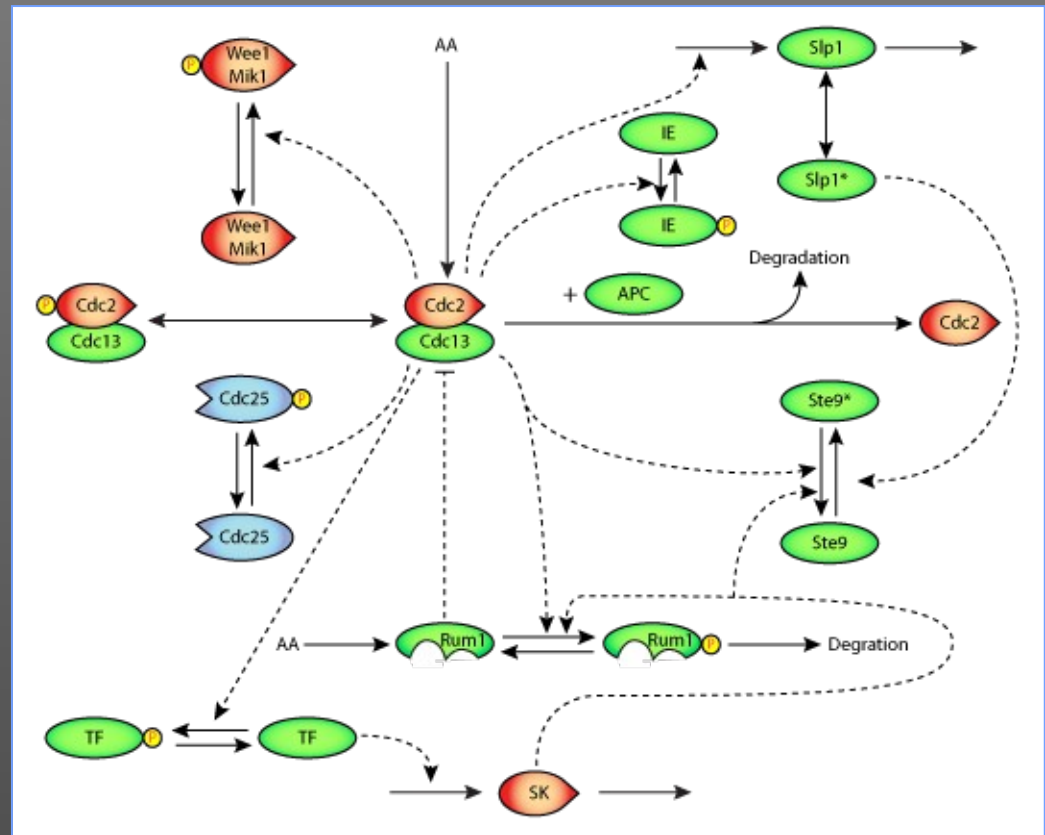 AA
Slp1
P
Wee1
Mik1
IE
Slp1*
IE
P
Wee1
Mik1
Degradation
+
APC
P
Cdc2
Cdc13
Cdc2
Cdc13
Cdc2
Cdc25
P
Ste9*
Cdc25
Ste9
AA
Rum1
Rum1
P
Degration
TF
P
TF
SK